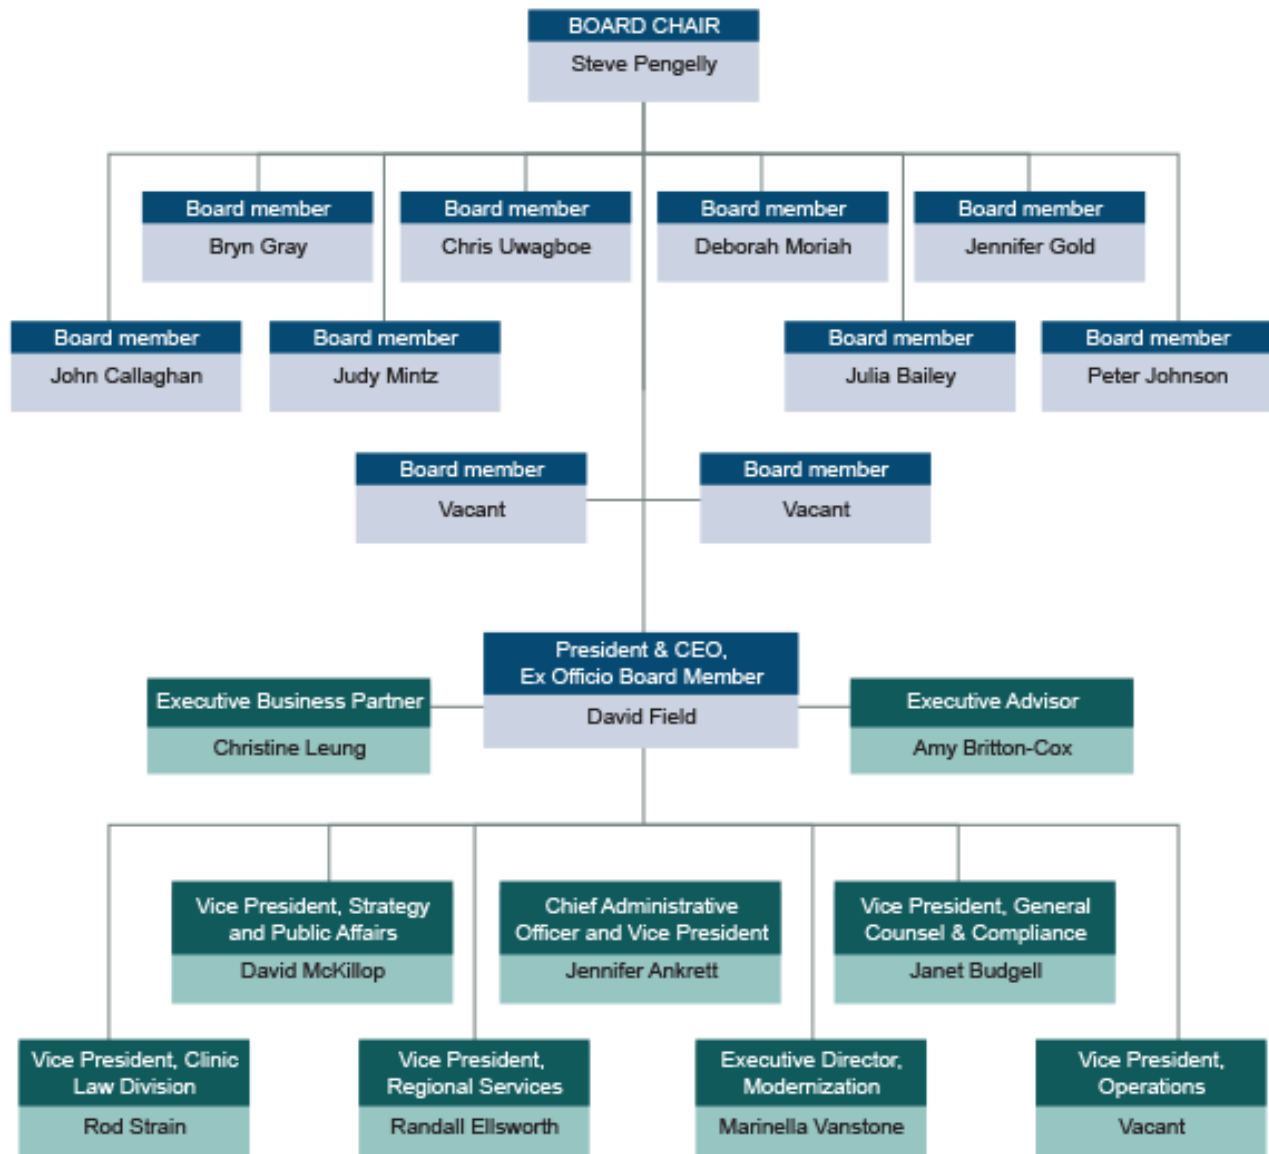 BOARD CHAIR
Steve Pengelly
Board member
Bryn Gray
Board member
Chris Uwagboe
Board member
Deborah Moriah
Board member
Jennifer Gold
Board member
John Callaghan
Board member
Judy Mintz
Board member
Julia Bailey
Board member
Peter Johnson
Board member
Vacant
Board member
Vacant
President & CEO,
Ex Officio Board Member
David Field
Executive Business Partner
Christine Leung
Executive Advisor
Amy Britton-Cox
Vice President, Strategy
and Public Affairs
David McKillop
Chief Administrative
Officer and Vice President
Jennifer Ankrett
Vice President, General
Counsel & Compliance
Janet Budgell
Vice President, Clinic
Law Division
Rod Strain
Vice President,
Regional Services
Randall Ellsworth
Executive Director,
Modernization
Marinella Vanstone
Vice President,
Operations
Vacant